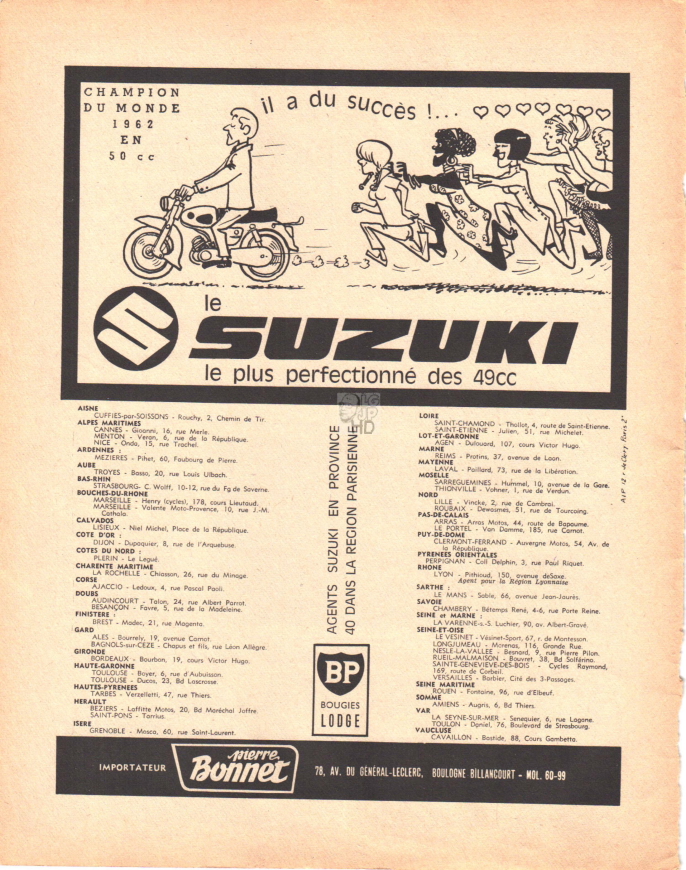 CHAMPION
DU MONDE
1962
EN
50 cc
il a du succès !...
le
SUZUKI
le plus perfectionné des 49cc
AISNE
CUFFIES-par-SOISSONS - Rouchy, 2, Chemin de Tir.
ALPES MARITIMES
CANNES - Gioanni, 16, rue Merle.
MENTON - Veran, 6, rue de la République.
NICE - Onda, 15, rue Trachel.
ARDENNES :
MEZIERES - Pihet, 60, Faubourg de Pierre.
AUBE
TROYES - Basso, 20, rue Louis Ulbach.
BAS-RHIN
STRASBOURG- C. Wolff, 10-12, rue du Fg de Saverne.
BOUCHES-DU-RHONE
MARSEILLE - Henry (cycles), 178, cours Lieutaud.
MARSEILLE - Valente Moto-Provence, 10, rue J.-M.
Cathala.
CALVADOS
LISIEUX - Niel Michel, Place de la République.
COTE D'OR :
DIJON - Dupaquier, 8, rue de l'Arquebuse.
COTES DU NORD :
PLERIN - Le Legué.
CHARENTE MARITIME
LA ROCHELLE - Chiasson, 26, rue du Minage.
CORSE
AJACCIO - Ledoux, 4, rue Pascal Paoli.
DOUBS
AUDINCOURT - Talon, 24, rue Albert Parrot.
BESANÇON - Favre, 5, rue de la Madeleine.
FINISTERE :
BREST - Madec, 21, rue Magenta.
GARD
ALES - Bourrely, 19, avenue Carnot.
BAGNOLS-sur-CEZE - Chapus et fils, rue Léon Allègre.
GIRONDE
BORDEAUX - Bourbon, 19, cours Victor Hugo.
HAUTE-GARONNE
TOULOUSE - Boyer, 6, rue d'Aubuisson.
TOULOUSE - Ducos, 23, Bd Lascrosse.
HAUTES-PYRENEES
TARBES - Verzelletti, 47, rue Thiers.
HERAULT
BEZIERS - Laffitte Motos, 20, Bd Maréchal Joffre.
SAINT-PONS - Tarrius.
ISERE
GRENOBLE - Mosca, 60, rue Saint-Laurent.
AGENTS SUZUKI EN PROVINCE
40 DANS LA RÉGION PARISIENNE
BP
BOUGIES
LODGE
LOIRE
SAINT-CHAMOND - Thollot, 4, route de Saint-Etienne.
SAINT-ETIENNE - Julien, 51, rue Michelet.
LOT-ET-GARONNE
AGEN - Dulouard, 107, cours Victor Hugo.
MARNE
REIMS - Protins, 37, avenue de Laon.
MAYENNE
LAVAL - Paillard, 73, rue de la Libération.
MOSELLE
SARREGUEMINES - Hummel, 10, avenue de la Gare.
THIONVILLE - Vohner, 1, rue de Verdun.
NORD
LILLE - Vincke, 2, rue de Cambrai.
ROUBAIX - Dewasmes, 51, rue de Tourcoing.
PAS-DE-CALAIS
ARRAS - Arras Motos, 44, route de Bapaume.
LE PORTEL - Van Damme, 185, rue Carnot.
PUY-DE-DOME
CLERMONT-FERRAND - Auvergne Motos, 54, Av. de
la République.
PYRENEES ORIENTALES
PERPIGNAN - Coll Delphin, 3, rue Paul Riquet.
RHONE
LYON - Pithioud, 150, avenue deSaxe.
Agent pour la Région Lyonnaise
SARTHE :
LE MANS - Sable, 66, avenue Jean-Jaurès.
SAVOIE
CHAMBERY - Bétemps René, 4-6, rue Porte Reine.
SEINE et MARNE :
LA VARENNE-s.-S. Luchier, 90, av. Albert-Gravé.
SEINE-ET-OISE
LE VESINET - Vésinet-Sport, 67, r. de Montesson.
LONGJUMEAU - Morenas, 116, Grande Rue.
NESLE-LA-VALLEE - Besnard, 9, rue Pierre Pilon.
RUEIL-MALMAISON - Bouvret, 38, Bd Solférino.
SAINTE-GENEVIEVE-DES-BOIS - Cycles Raymond,
169, route de Corbeil.
VERSAILLES - Barbier, Cité des 3-Passages.
SEINE MARITIME
ROUEN - Fontaine, 96, rue d'Elbeuf.
SOMME
AMIENS - Augris, 6, Bd Thiers.
VAR
LA SEYNE-SUR-MER - Senequier, 6, rue Lagane.
TOULON - Daniel, 76, Boulevard de Strasbourg.
VAUCLUSE
CAVAILLON - Bastide, 88, Cours Gambetta.
IMPORTATEUR
pierre
Bonnet
78, AV. DU GÉNÉRAL-LECLERC, BOULOGNE BILLANCOURT - MOL. 60-99